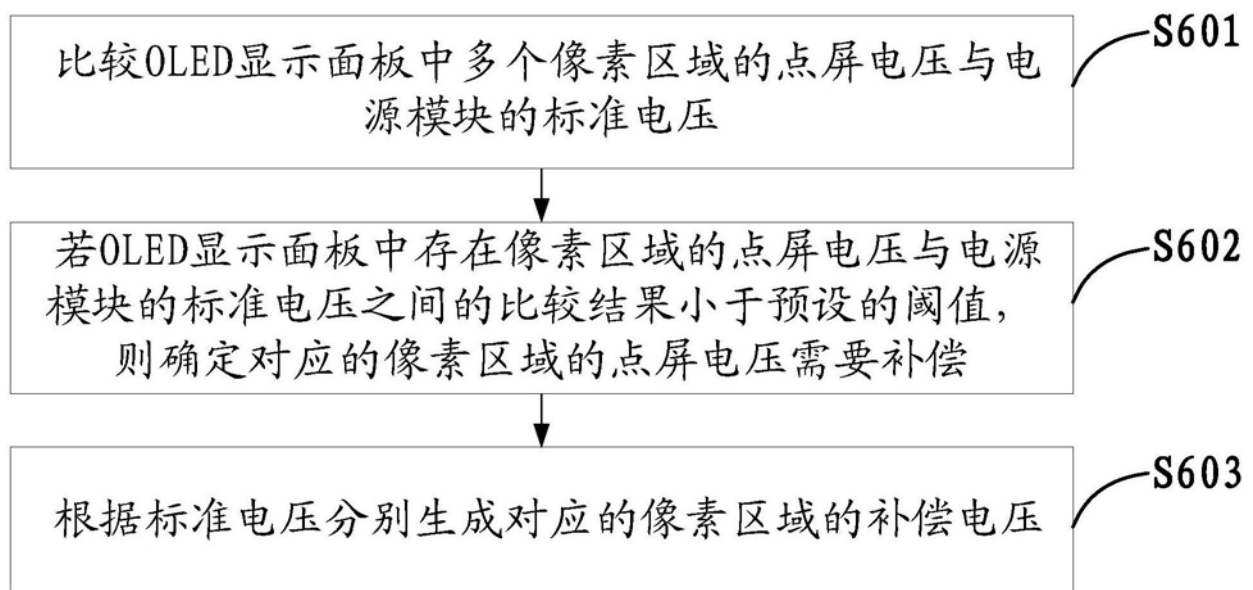 比较OLED显示面板中多个像素区域的点屏电压与电
源模块的标准电压
S601
若OLED显示面板中存在像素区域的点屏电压与电源
模块的标准电压之间的比较结果小于预设的阈值，
则确定对应的像素区域的点屏电压需要补偿
S602
根据标准电压分别生成对应的像素区域的补偿电压
S603